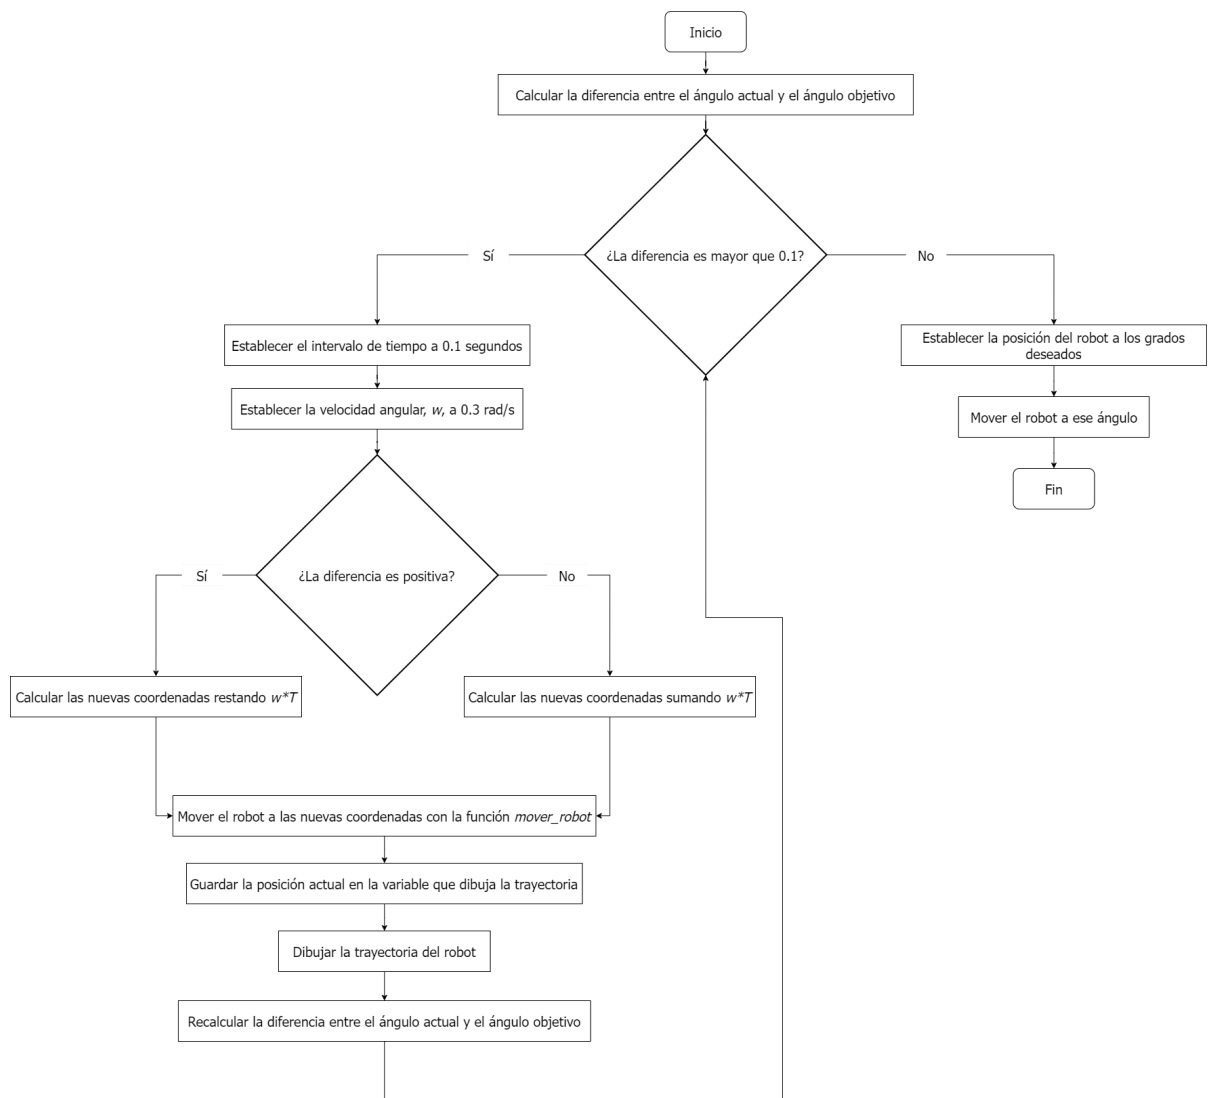 Inicio
Calcular la diferencia entre el ángulo actual y el ángulo objetivo
¿La diferencia es mayor que 0.1?
Sí
No
Establecer el intervalo de tiempo a 0.1 segundos
Establecer la velocidad angular, w, a 0.3 rad/s
Establecer la posición del robot a los grados
deseados
Mover el robot a ese ángulo
Fin
¿La diferencia es positiva?
Sí
No
Calcular las nuevas coordenadas restando w*T
Calcular las nuevas coordenadas sumando w*T
Mover el robot a las nuevas coordenadas con la función mover_robot
Guardar la posición actual en la variable que dibuja la trayectoria
Dibujar la trayectoria del robot
Recalcular la diferencia entre el ángulo actual y el ángulo objetivo